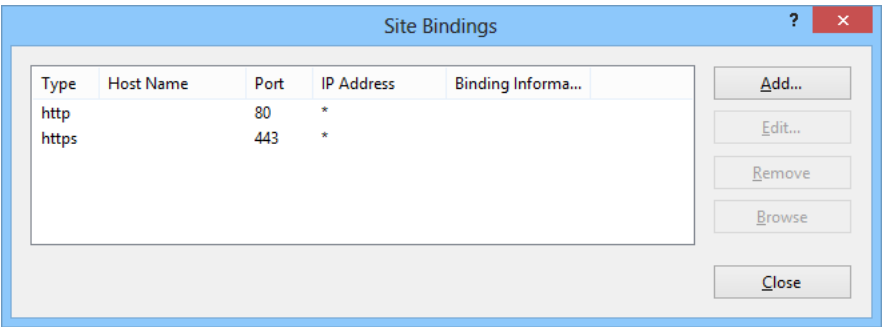 Site Bindings ? ×
Type Host Name Port IP Address Binding Informa...
http 80 *
https 443 *
Add...
Edit...
Remove
Browse
Close